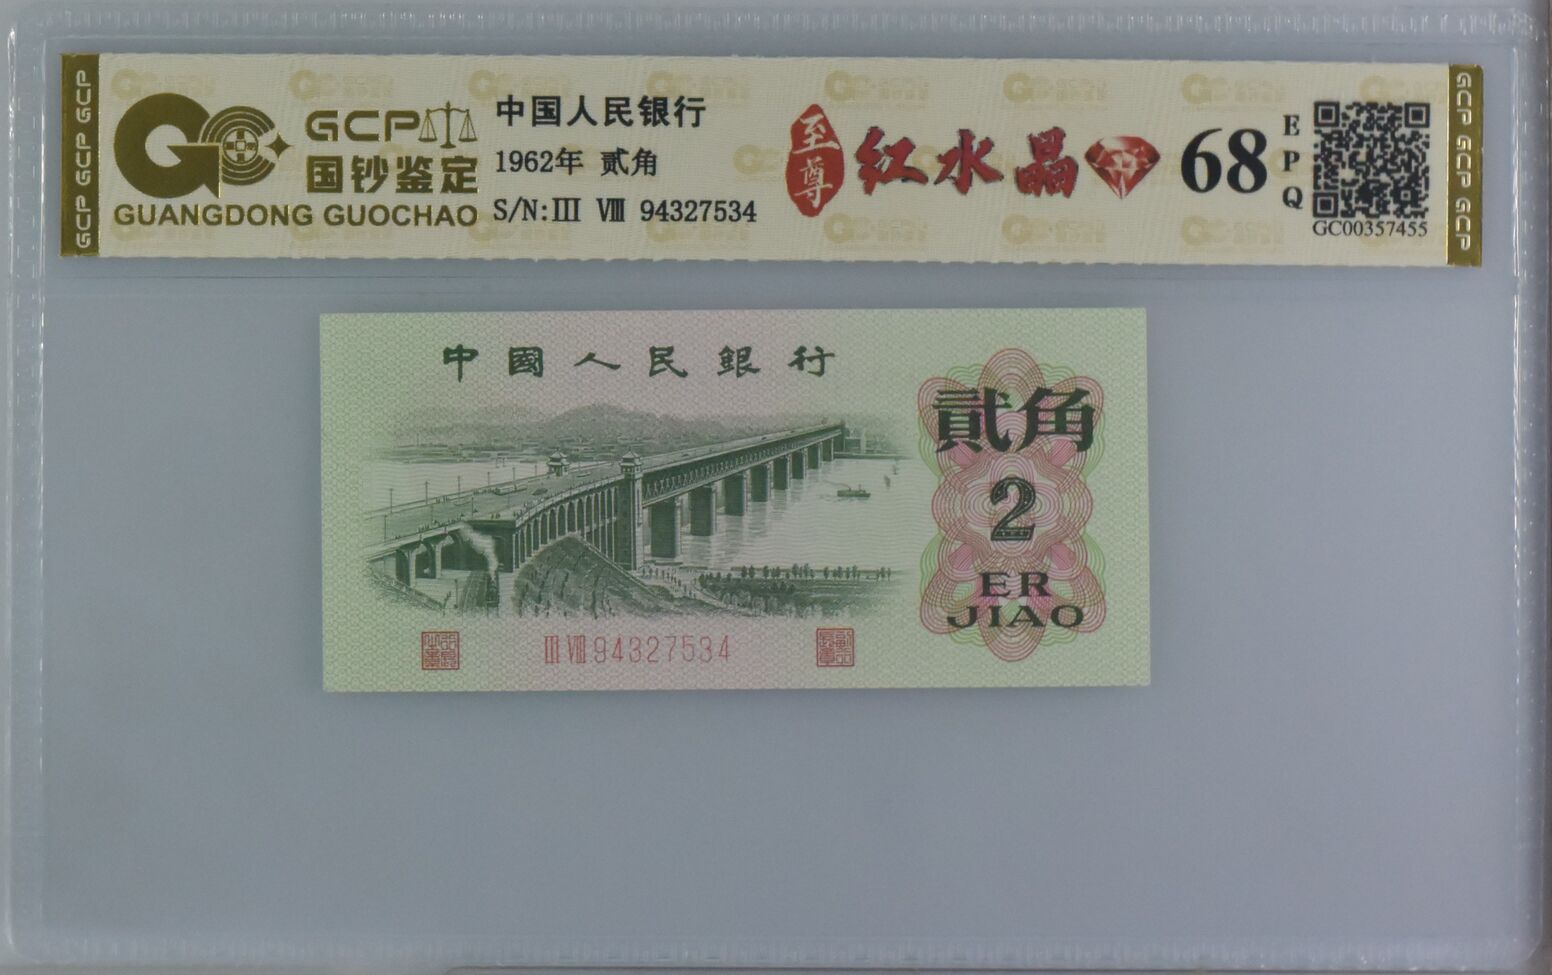 GCP GCP GCP
GCP
国钞鉴定
GUANGDONG GUOCHAO
中国人民银行
1962年 贰角
S/N:III VIII 94327534
至尊
红水晶
68
EPQ
GC00357455
GCP GCP GCP
中國人民銀行
貳角
2
ER
JIAO
III VIII 94327534